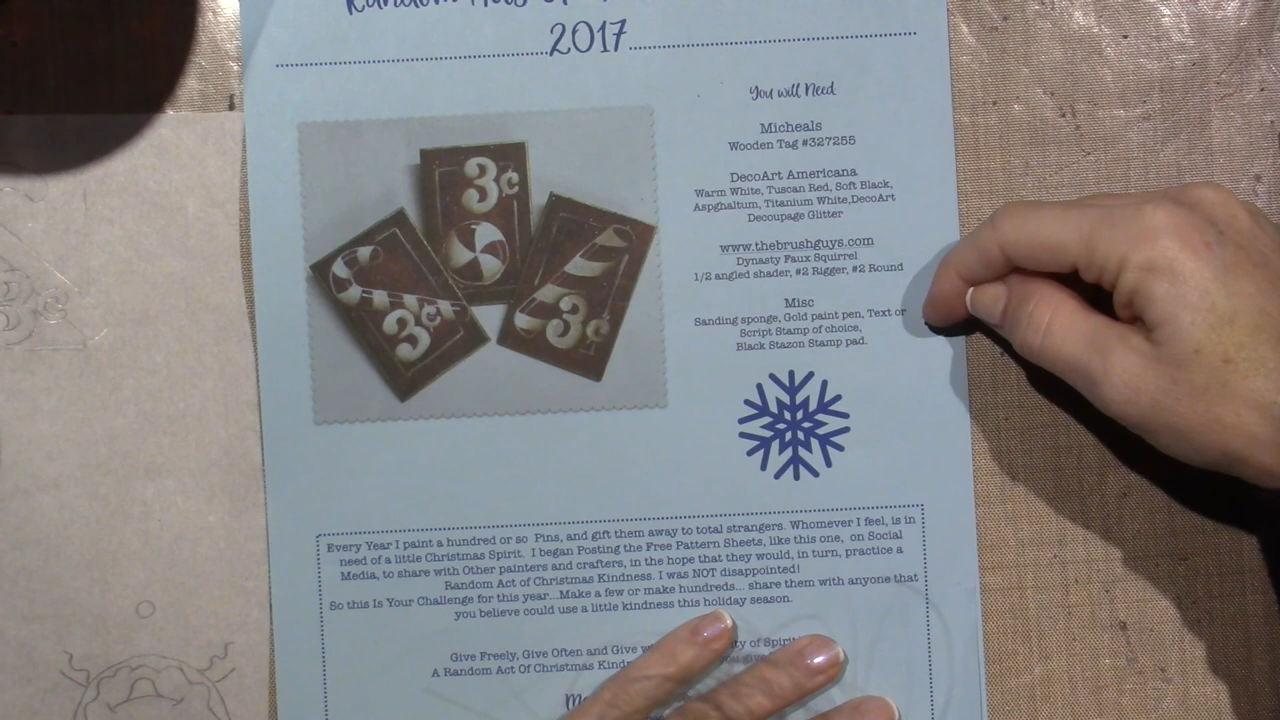 Random Acts
2017
You will Need
Micheals
Wooden Tag #327255
DecoArt Americana
Warm White, Tuscan Red, Soft Black,
Aspghaltum, Titanium White,DecoArt
Decoupage Glitter
www.thebrushguys.com
Dynasty Faux Squirrel
1/2 angled shader, #2 Rigger, #2 Round
Misc
Sanding sponge, Gold paint pen, Text or
Script Stamp of choice,
Black Stazon Stamp pad.
3¢
3¢
3¢
Every Year I paint a hundred or so Pins, and gift them away to total strangers. Whomever I feel, is in
need of a little Christmas Spirit. I began Posting the Free Pattern Sheets, like this one, on Social
Media, to share with Other painters and crafters, in the hope that they would, in turn, practice a
Random Act of Christmas Kindness. I was NOT disappointed!
So this Is Your Challenge for this year...Make a few or make hundreds... share them with anyone that
you believe could use a little kindness this holiday season.
Give Freely, Give Often and Give of Spirit
A Random Act Of Christmas